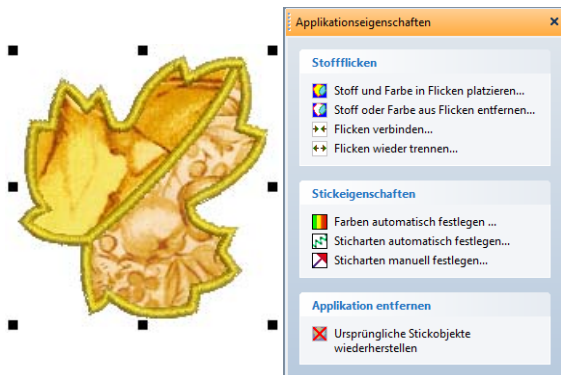 Applikationseigenschaften
Stoffflicken
Stoff und Farbe in Flicken platzieren...
Stoff oder Farbe aus Flicken entfernen...
Flicken verbinden...
Flicken wieder trennen...
Stickeigenschaften
Farben automatisch festlegen ...
Sticharten automatisch festlegen...
Sticharten manuell festlegen...
Applikation entfernen
Ursprüngliche Stickobjekte
wiederherstellen